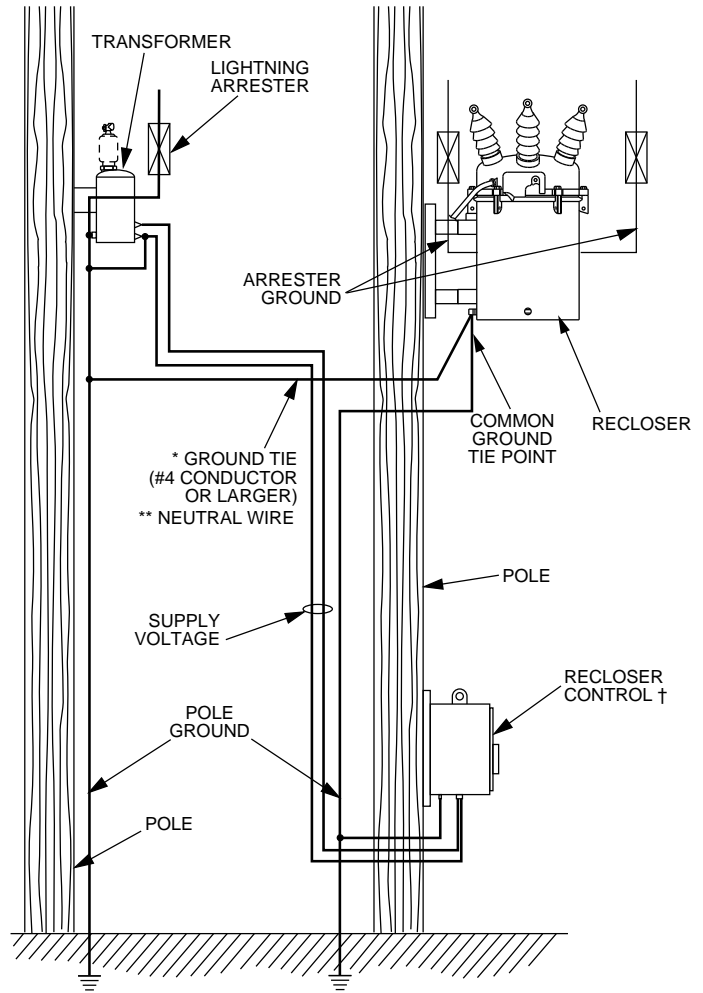 TRANSFORMER
LIGHTNING
ARRESTER
ARRESTER
GROUND
COMMON
GROUND
TIE POINT
RECLOSER
* GROUND TIE
(#4 CONDUCTOR
OR LARGER)
** NEUTRAL WIRE
POLE
SUPPLY
VOLTAGE
RECLOSER
CONTROL †
POLE
GROUND
POLE